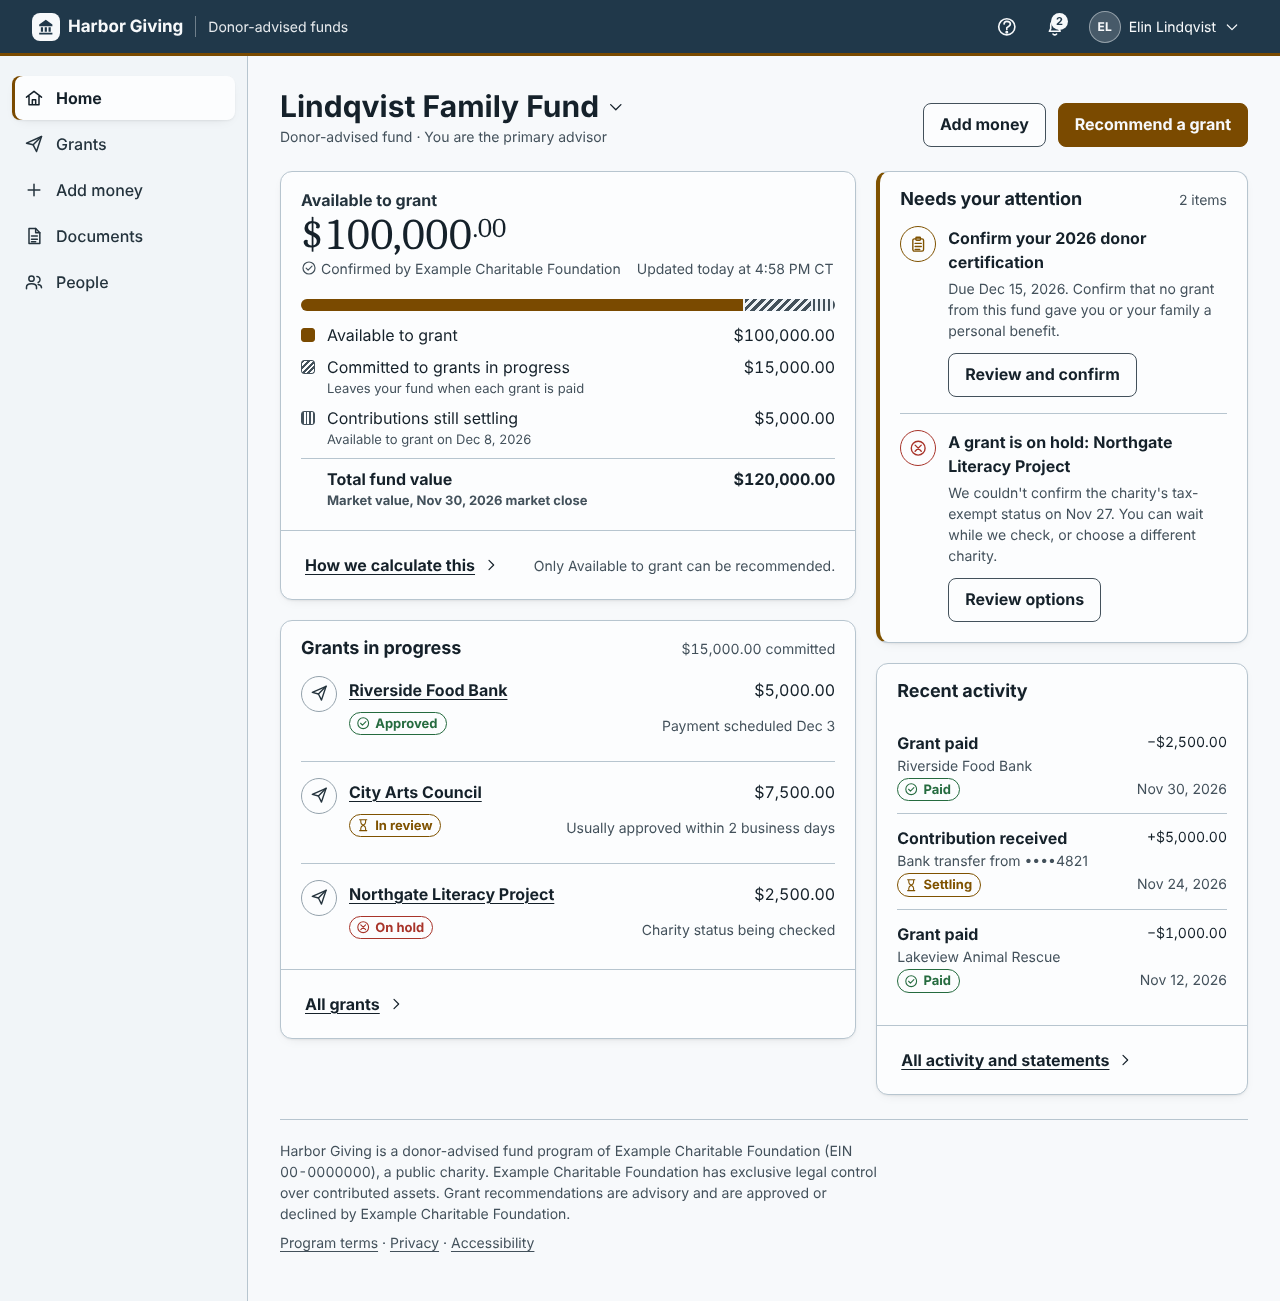 Harbor Giving
Donor-advised funds
2
EL
Elin Lindqvist
Home
Grants
Add money
Documents
People
Lindqvist Family Fund
Donor-advised fund · You are the primary advisor
Add money
Recommend a grant
Available to grant
$100,000.00
Confirmed by Example Charitable Foundation
Updated today at 4:58 PM CT
Available to grant
$100,000.00
Committed to grants in progress
$15,000.00
Leaves your fund when each grant is paid
Contributions still settling
$5,000.00
Available to grant on Dec 8, 2026
Total fund value
$120,000.00
Market value, Nov 30, 2026 market close
How we calculate this
Only Available to grant can be recommended.
Grants in progress
$15,000.00 committed
Riverside Food Bank
$5,000.00
Approved
Payment scheduled Dec 3
City Arts Council
$7,500.00
In review
Usually approved within 2 business days
Northgate Literacy Project
$2,500.00
On hold
Charity status being checked
All grants
Needs your attention
2 items
Confirm your 2026 donor
certification
Due Dec 15, 2026. Confirm that no grant
from this fund gave you or your family a
personal benefit.
Review and confirm
A grant is on hold: Northgate
Literacy Project
We couldn't confirm the charity's tax-
exempt status on Nov 27. You can wait
while we check, or choose a different
charity.
Review options
Recent activity
Grant paid
−$2,500.00
Riverside Food Bank
Paid
Nov 30, 2026
Contribution received
+$5,000.00
Bank transfer from ••••4821
Settling
Nov 24, 2026
Grant paid
−$1,000.00
Lakeview Animal Rescue
Paid
Nov 12, 2026
All activity and statements
Harbor Giving is a donor-advised fund program of Example Charitable Foundation (EIN
00-0000000), a public charity. Example Charitable Foundation has exclusive legal control
over contributed assets. Grant recommendations are advisory and are approved or
declined by Example Charitable Foundation.
Program terms · Privacy · Accessibility